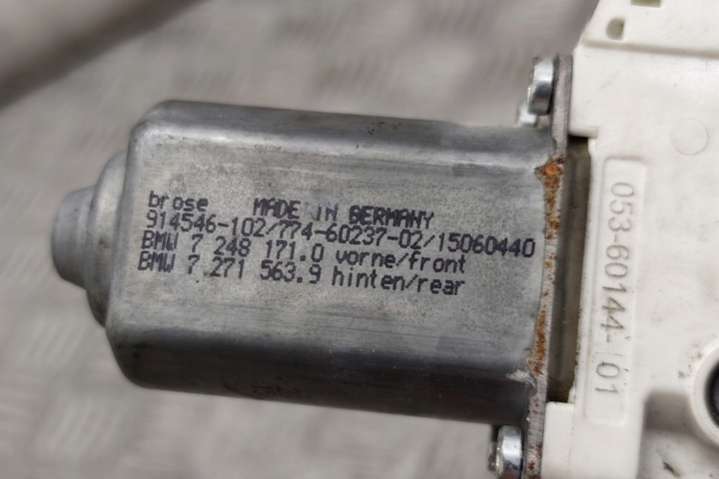 brose MADE IN GERMANY
914546-102/774-60237-02/15060440
BMW 7 248 171.0 vorne/front
BMW 7.271 563.9 hinten/rear
053-60144- 01